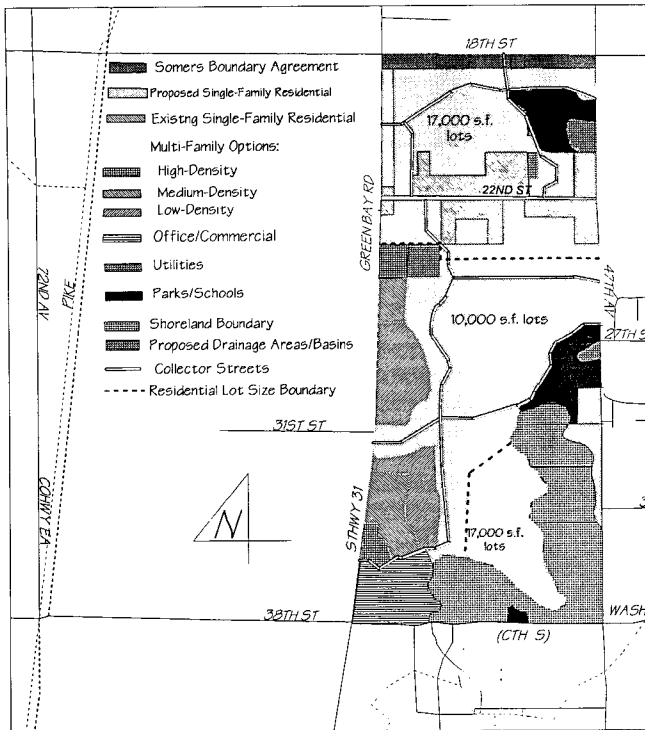 18TH ST
Somers Boundary Agreement
Proposed Single-Family Residential
Existng Single-Family Residential
Multi-Family Options:
High-Density
Medium-Density
Low-Density
Office/Commercial
Utilities
Parks/Schools
Shoreland Boundary
Proposed Drainage Areas/Basins
Collector Streets
Residential Lot Size Boundary
17,000 s.f.
lots
22ND ST
GREEN BAY RD
72ND AV
PIKE
47TH AV
10,000 s.f. lots
27TH S
31ST ST
3
COHWY EA
N
STHWY 31
17,000 s.f.
lots
38TH ST
WASH
(CTH S)